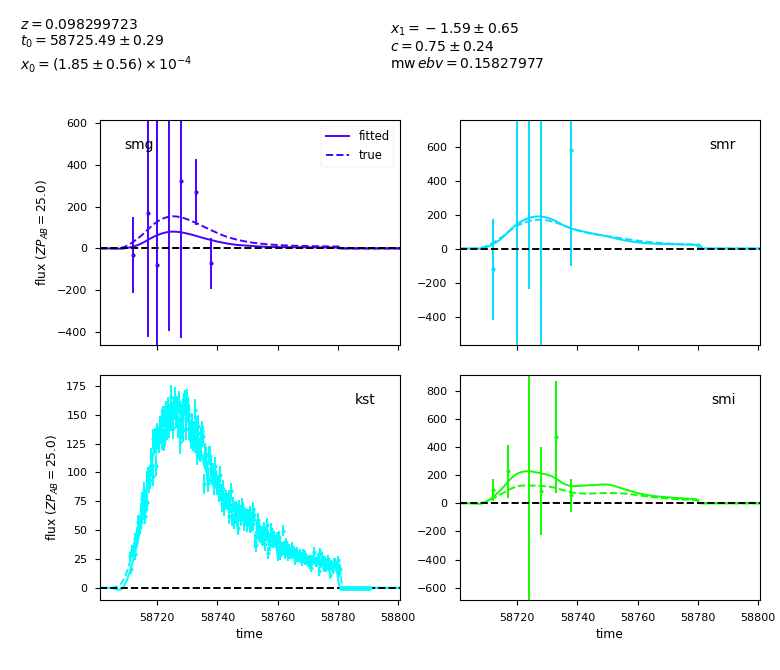 z = 0.098299723
t₀ = 58725.49 ± 0.29
x₀ = (1.85 ± 0.56) × 10⁻⁴
x₁ = −1.59 ± 0.65
c = 0.75 ± 0.24
mw ebv = 0.15827977
smg
fitted
true
600
400
200
0
−200
−400
flux (ZP_AB = 25.0)
smr
600
400
200
0
−200
−400
kst
175
150
125
100
75
50
25
0
flux (ZP_AB = 25.0)
58720
58740
58760
58780
58800
time
smi
800
600
400
200
0
−200
−400
−600
58720
58740
58760
58780
58800
time